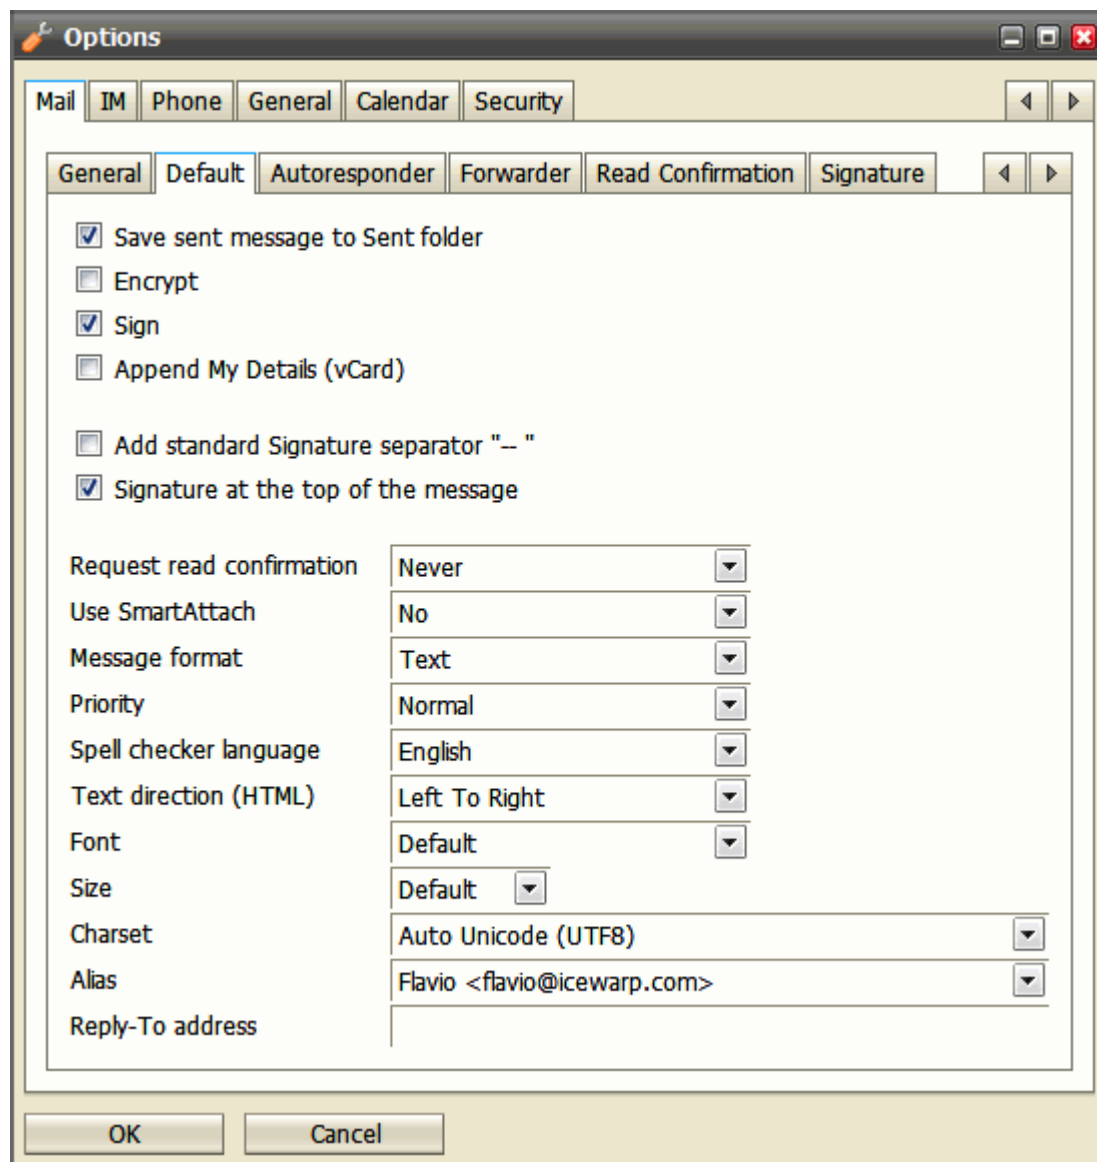 Options
Mail IM Phone General Calendar Security
General Default Autoresponder Forwarder Read Confirmation Signature
Save sent message to Sent folder
Encrypt
Sign
Append My Details (vCard)
Add standard Signature separator "-- "
Signature at the top of the message
Request read confirmation Never
Use SmartAttach No
Message format Text
Priority Normal
Spell checker language English
Text direction (HTML) Left To Right
Font Default
Size Default
Charset Auto Unicode (UTF8)
Alias Flavio <flavio@icewarp.com>
Reply-To address
OK Cancel